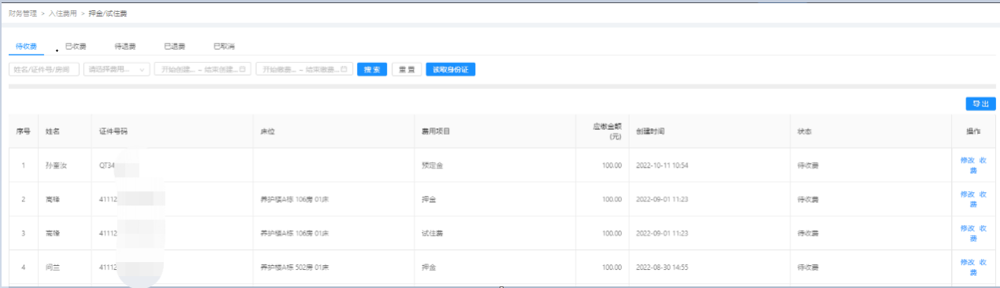 财务管理 > 入住费用 > 押金/试住费
待收费 已收费 待退费 已退费 已取消
姓名/证件号/房间 请选择费用... 开始创建... ~ 结束创建... 开始缴费... ~ 结束缴费... 搜 索 重 置 读取身份证
导 出
序号 姓名 证件号码 床位 费用项目 应缴金额 创建时间 状态 操作
(元)
1 孙 汝 QT34 预定金 100.00 2022-10-11 10:54 待收费 修改 收
费
2 高锋 41112 养护楼A栋 106房 01床 押金 100.00 2022-09-01 11:23 待收费 修改 收
费
3 高锋 41112 养护楼A栋 106房 01床 试住费 100.00 2022-09-01 11:23 待收费 修改 收
费
4 闫兰 41112 养护楼A栋 502房 01床 押金 100.00 2022-08-30 14:55 待收费 修改 收
费